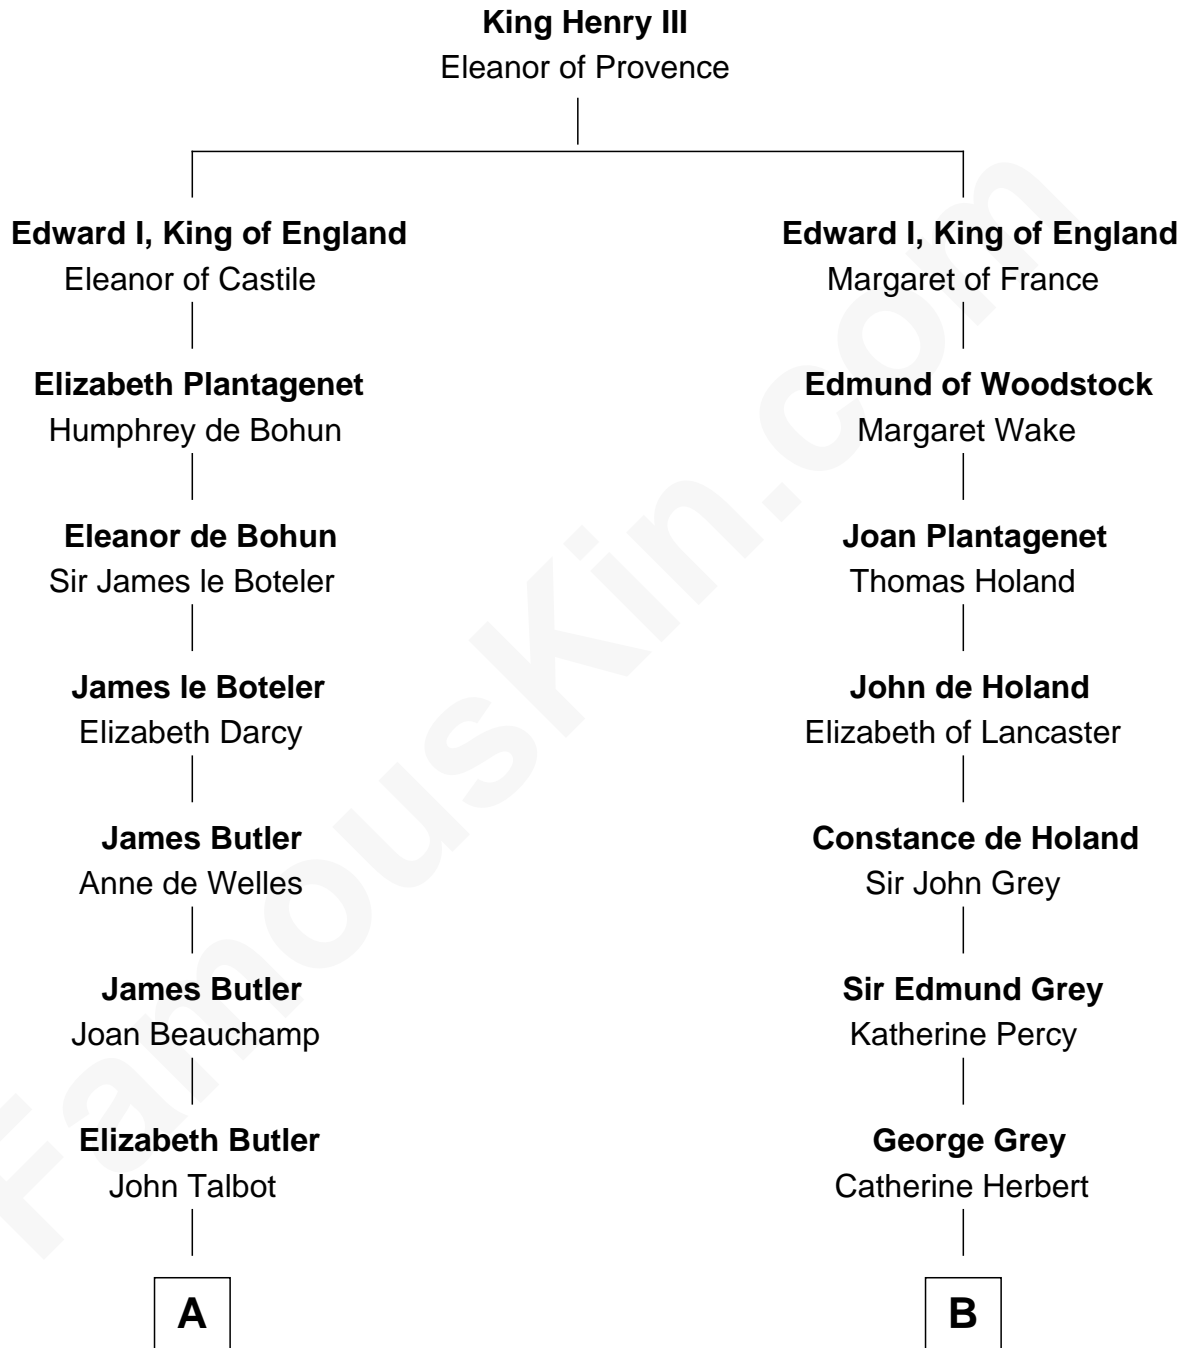 King Henry III
Eleanor of Provence
Edward I, King of England
Eleanor of Castile
Edward I, King of England
Margaret of France
Elizabeth Plantagenet
Humphrey de Bohun
Edmund of Woodstock
Margaret Wake
Eleanor de Bohun
Sir James le Boteler
Joan Plantagenet
Thomas Holand
James le Boteler
Elizabeth Darcy
John de Holand
Elizabeth of Lancaster
James Butler
Anne de Welles
Constance de Holand
Sir John Grey
James Butler
Joan Beauchamp
Sir Edmund Grey
Katherine Percy
Elizabeth Butler
John Talbot
George Grey
Catherine Herbert
A
B
FamousKin.com